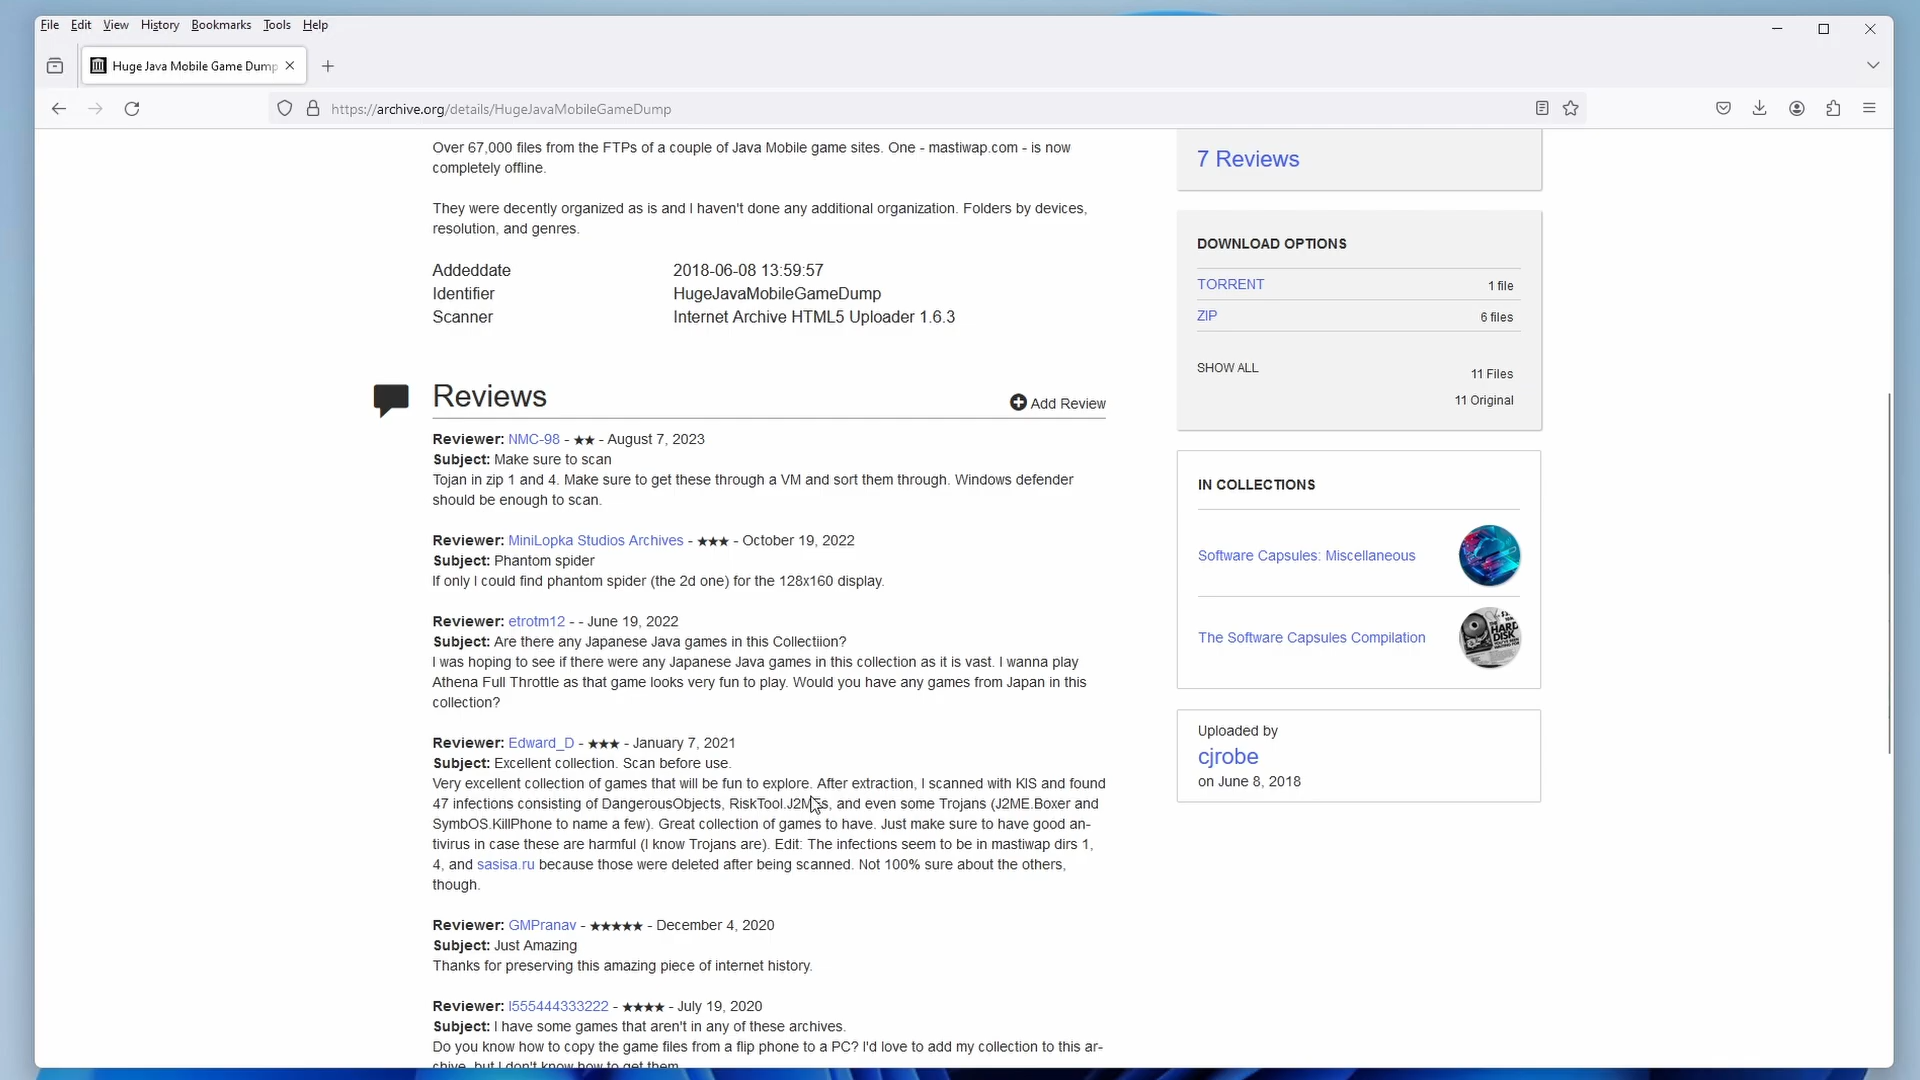 File Edit View History Bookmarks Tools Help
Huge Java Mobile Game Dump
https://archive.org/details/HugeJavaMobileGameDump
Over 67,000 files from the FTPs of a couple of Java Mobile game sites. One - mastiwap.com - is now
completely offline.
They were decently organized as is and I haven't done any additional organization. Folders by devices,
resolution, and genres.
Addeddate 2018-06-08 13:59:57
Identifier HugeJavaMobileGameDump
Scanner Internet Archive HTML5 Uploader 1.6.3
Reviews
Add Review
Reviewer: NMC-98 - ★★ - August 7, 2023
Subject: Make sure to scan
Tojan in zip 1 and 4. Make sure to get these through a VM and sort them through. Windows defender
should be enough to scan.
Reviewer: MiniLopka Studios Archives - ★★★ - October 19, 2022
Subject: Phantom spider
If only I could find phantom spider (the 2d one) for the 128x160 display.
Reviewer: etrotm12 - - June 19, 2022
Subject: Are there any Japanese Java games in this Collectiion?
I was hoping to see if there were any Japanese Java games in this collection as it is vast. I wanna play
Athena Full Throttle as that game looks very fun to play. Would you have any games from Japan in this
collection?
Reviewer: Edward_D - ★★★ - January 7, 2021
Subject: Excellent collection. Scan before use.
Very excellent collection of games that will be fun to explore. After extraction, I scanned with KIS and found
47 infections consisting of DangerousObjects, RiskTool.J2MEs, and even some Trojans (J2ME.Boxer and
SymbOS.KillPhone to name a few). Great collection of games to have. Just make sure to have good an-
tivirus in case these are harmful (I know Trojans are). Edit: The infections seem to be in mastiwap dirs 1,
4, and sasisa.ru because those were deleted after being scanned. Not 100% sure about the others,
though.
Reviewer: GMPranav - ★★★★★ - December 4, 2020
Subject: Just Amazing
Thanks for preserving this amazing piece of internet history.
Reviewer: l555444333222 - ★★★★ - July 19, 2020
Subject: I have some games that aren't in any of these archives.
Do you know how to copy the game files from a flip phone to a PC? I'd love to add my collection to this ar-
chive, but I don't know how to get them
7 Reviews
DOWNLOAD OPTIONS
TORRENT 1 file
ZIP 6 files
SHOW ALL 11 Files
11 Original
IN COLLECTIONS
Software Capsules: Miscellaneous
The Software Capsules Compilation
HARD
DISK
Uploaded by
cjrobe
on June 8, 2018